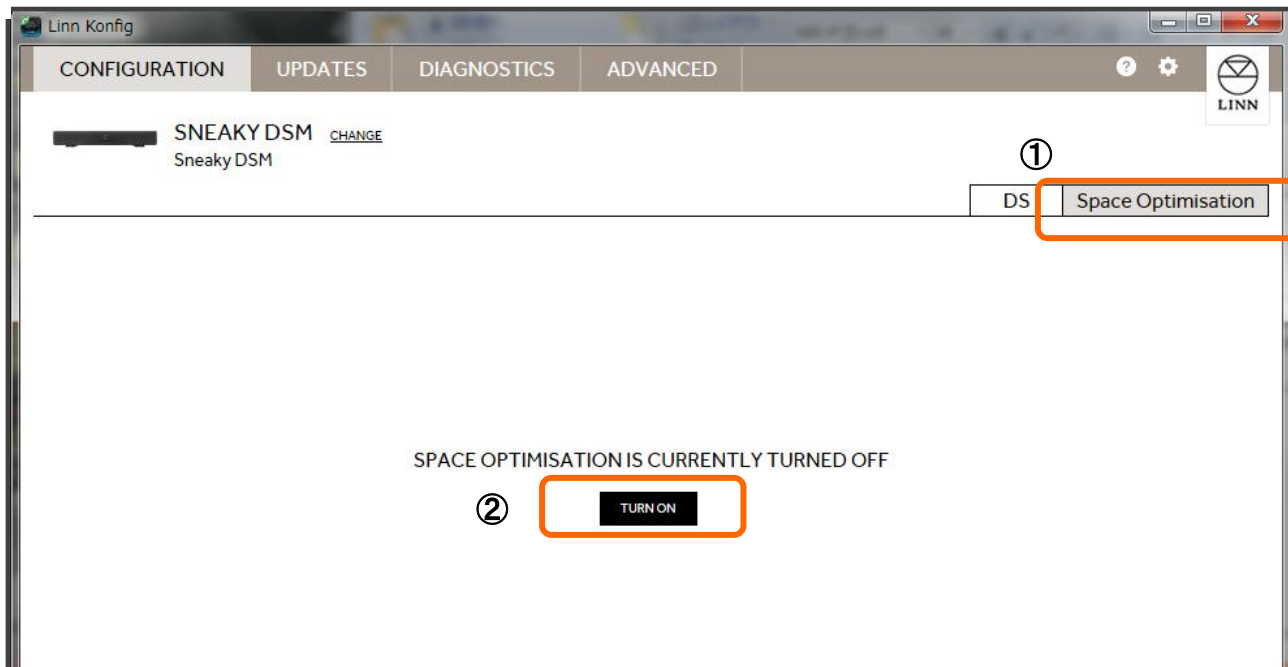 Linn Konfig
CONFIGURATION UPDATES DIAGNOSTICS ADVANCED ?
LINN
SNEAKY DSM CHANGE
Sneaky DSM
①
DS Space Optimisation
SPACE OPTIMISATION IS CURRENTLY TURNED OFF
② TURN ON